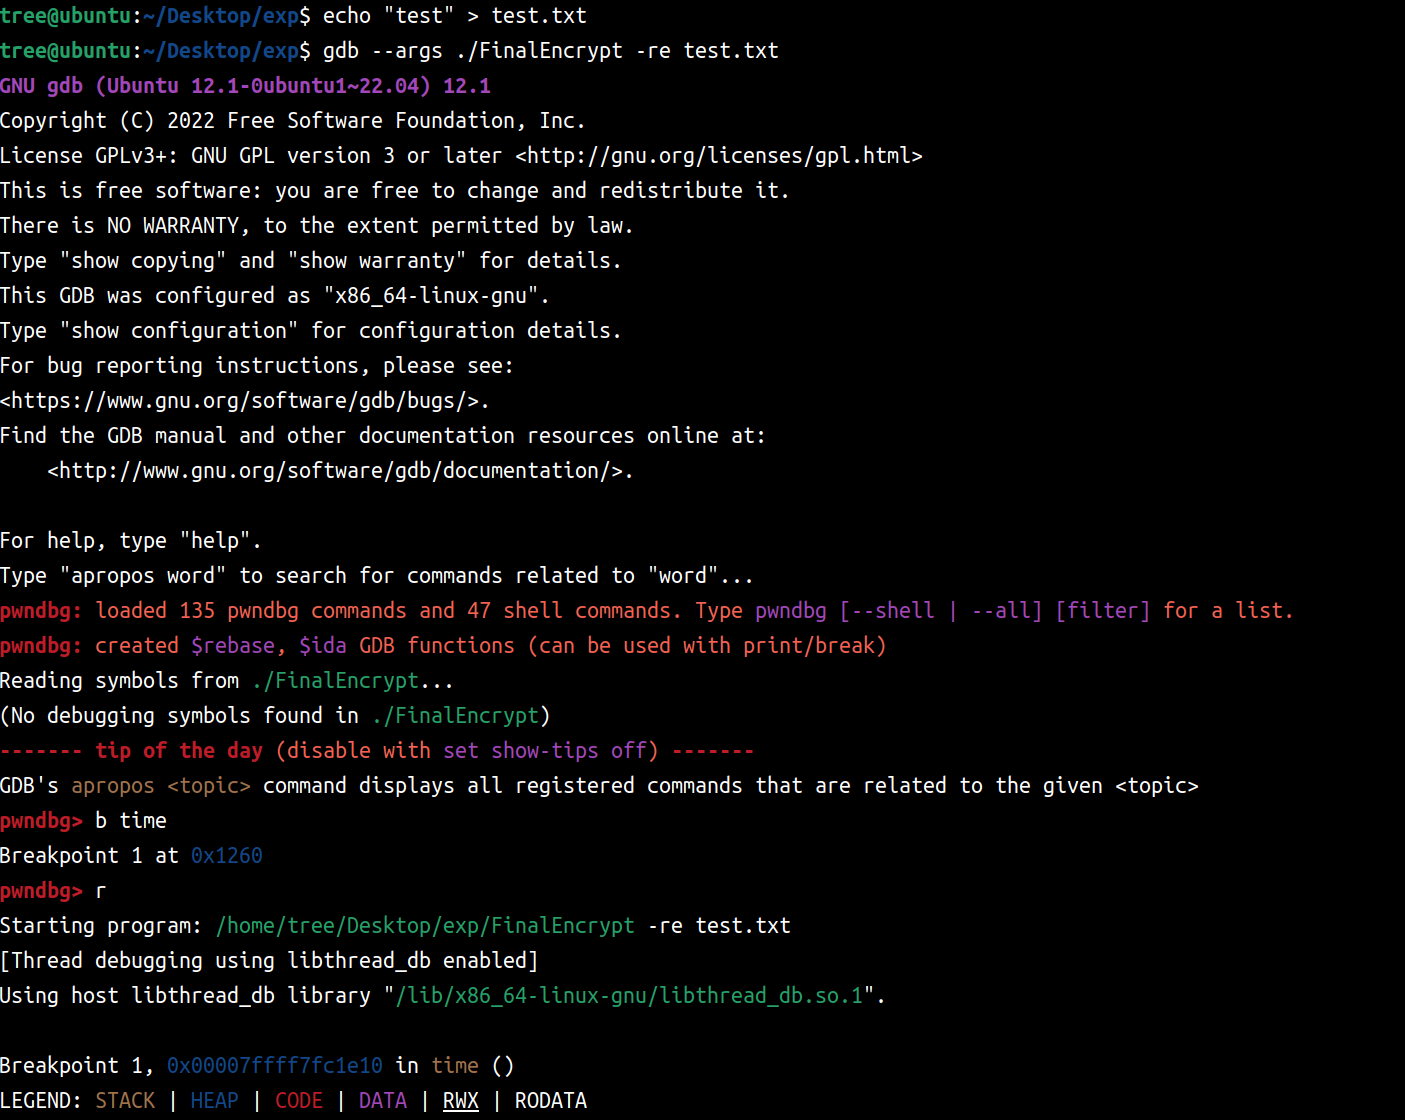 tree@ubuntu:~/Desktop/exp$ echo "test" > test.txt
tree@ubuntu:~/Desktop/exp$ gdb --args ./FinalEncrypt -re test.txt
GNU gdb (Ubuntu 12.1-0ubuntu1~22.04) 12.1
Copyright (C) 2022 Free Software Foundation, Inc.
License GPLv3+: GNU GPL version 3 or later <http://gnu.org/licenses/gpl.html>
This is free software: you are free to change and redistribute it.
There is NO WARRANTY, to the extent permitted by law.
Type "show copying" and "show warranty" for details.
This GDB was configured as "x86_64-linux-gnu".
Type "show configuration" for configuration details.
For bug reporting instructions, please see:
<https://www.gnu.org/software/gdb/bugs/>.
Find the GDB manual and other documentation resources online at:
    <http://www.gnu.org/software/gdb/documentation/>.

For help, type "help".
Type "apropos word" to search for commands related to "word"...
pwndbg: loaded 135 pwndbg commands and 47 shell commands. Type pwndbg [--shell | --all] [filter] for a list.
pwndbg: created $rebase, $ida GDB functions (can be used with print/break)
Reading symbols from ./FinalEncrypt...
(No debugging symbols found in ./FinalEncrypt)
------- tip of the day (disable with set show-tips off) -------
GDB's apropos <topic> command displays all registered commands that are related to the given <topic>
pwndbg> b time
Breakpoint 1 at 0x1260
pwndbg> r
Starting program: /home/tree/Desktop/exp/FinalEncrypt -re test.txt
[Thread debugging using libthread_db enabled]
Using host libthread_db library "/lib/x86_64-linux-gnu/libthread_db.so.1".

Breakpoint 1, 0x00007ffff7fc1e10 in time ()
LEGEND: STACK | HEAP | CODE | DATA | RWX | RODATA